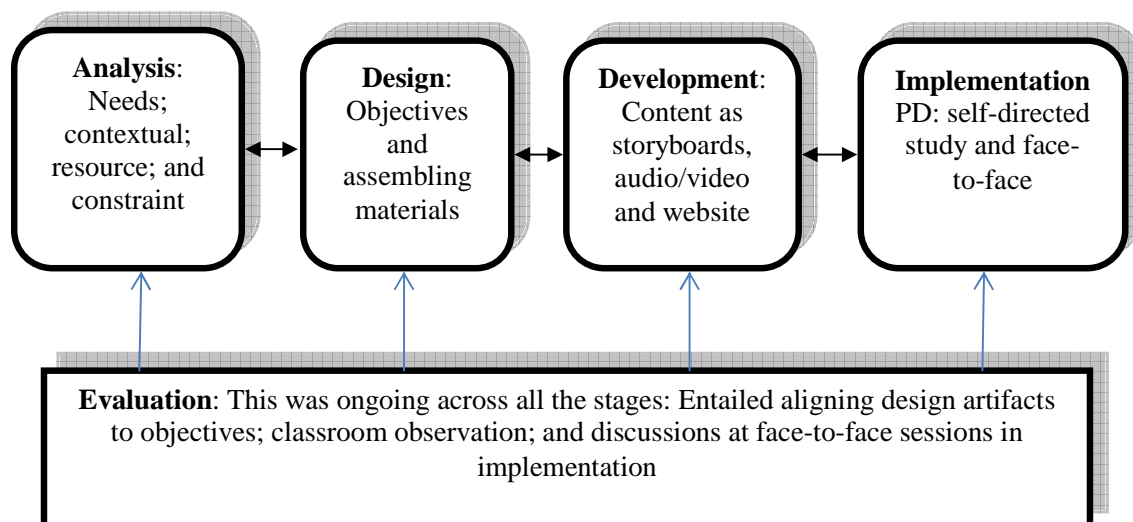 Analysis:
Needs;
contextual;
resource; and
constraint
Design:
Objectives
and
assembling
materials
Development:
Content as
storyboards,
audio/video
and website
Implementation
PD: self-directed
study and face-
to-face
Evaluation: This was ongoing across all the stages: Entailed aligning design artifacts
to objectives; classroom observation; and discussions at face-to-face sessions in
implementation